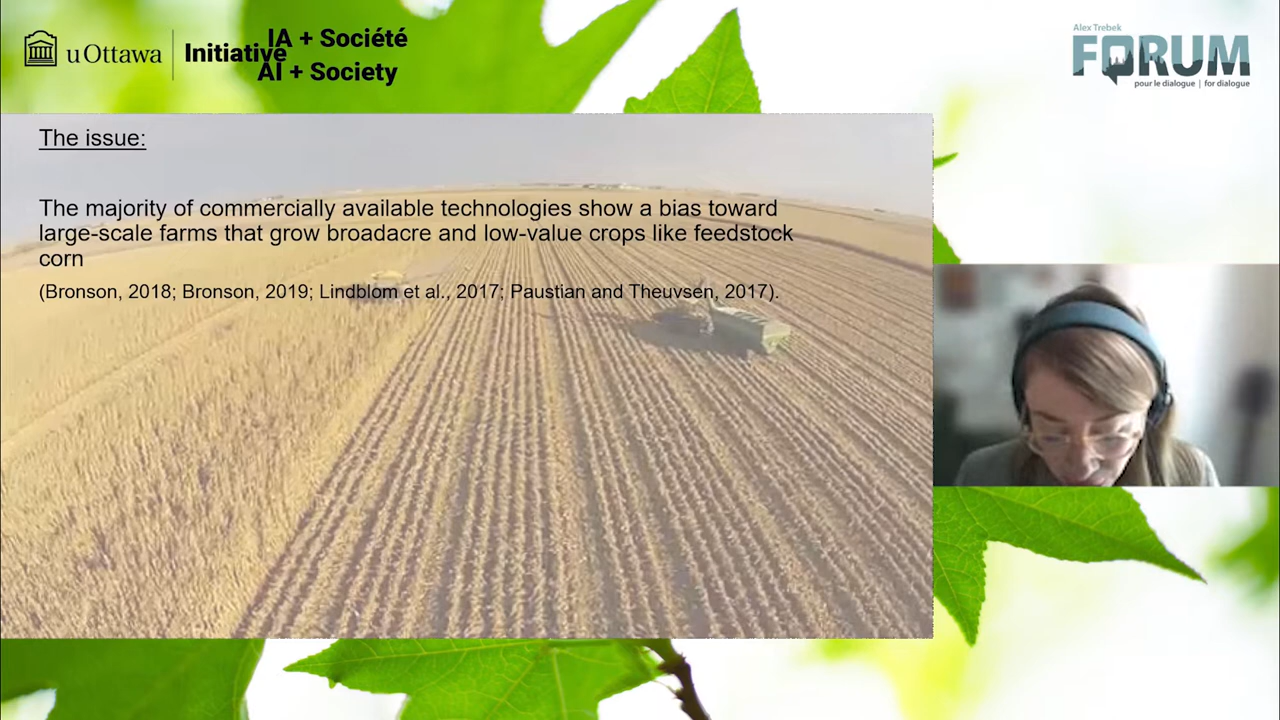 uOttawa
Initiative
IA + Société
AI + Society
Alex Trebek
FORUM
pour le dialogue | for dialogue
The issue:
The majority of commercially available technologies show a bias toward
large-scale farms that grow broadacre and low-value crops like feedstock
corn
(Bronson, 2018; Bronson, 2019; Lindblom et al., 2017; Paustian and Theuvsen, 2017).